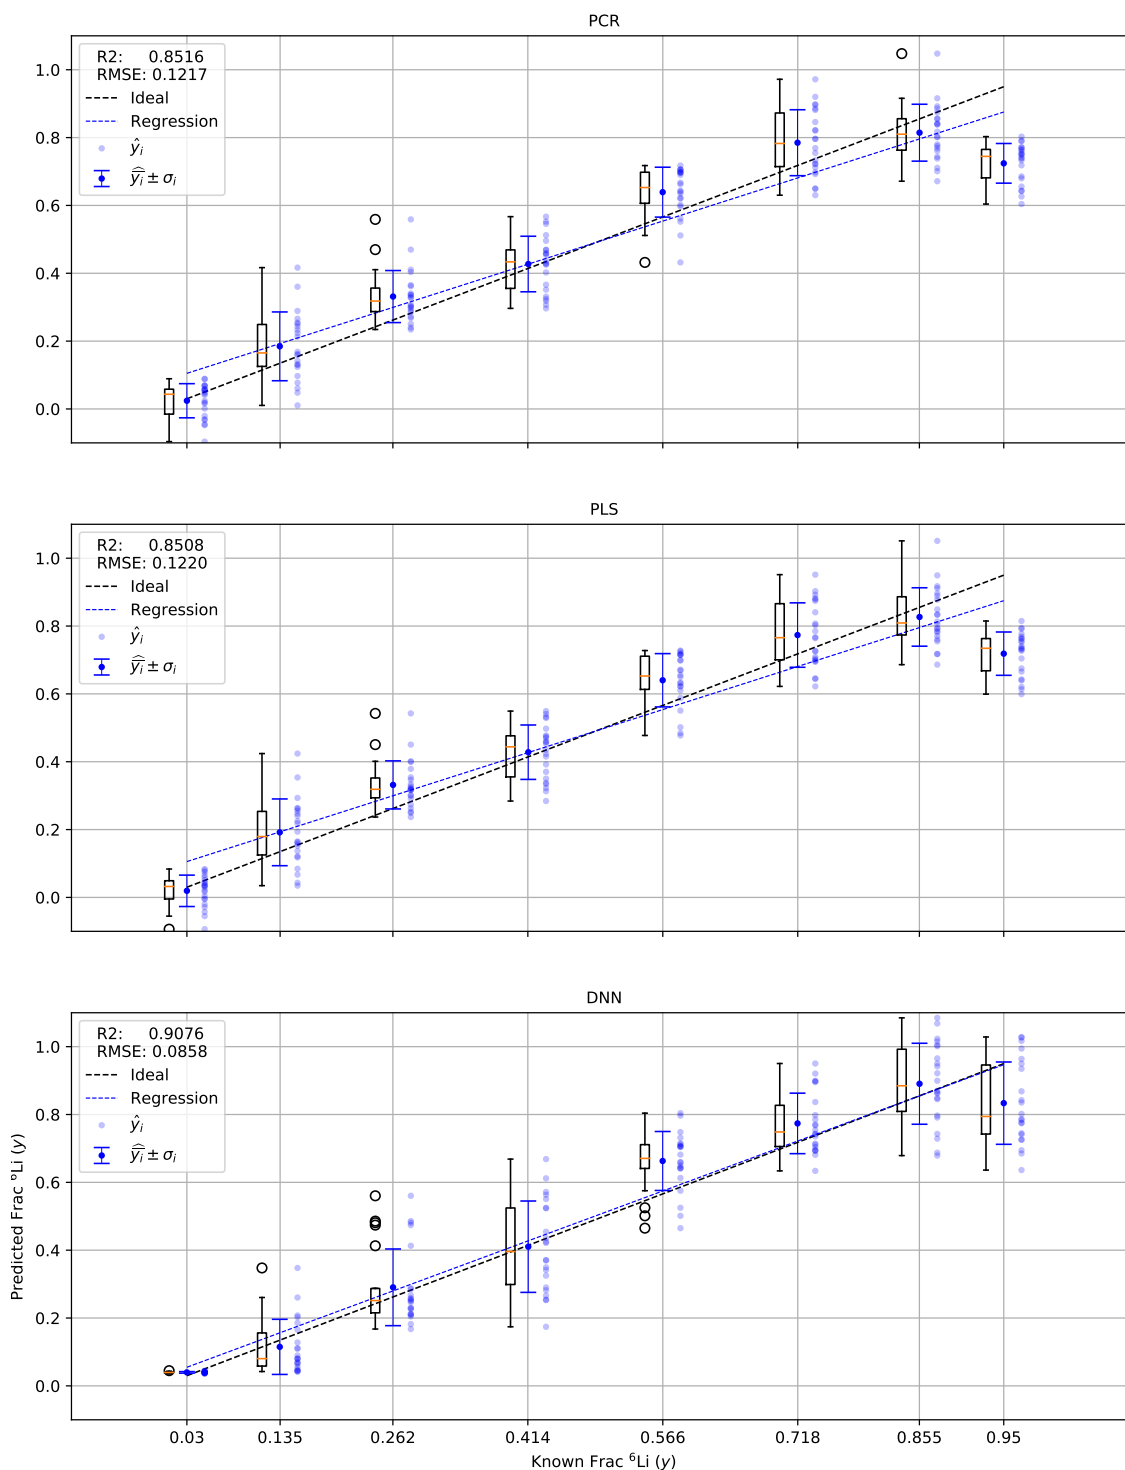 PCR
R2: 0.8516
RMSE: 0.1217
Ideal
Regression
ŷᵢ
ŷ̅ᵢ ± σᵢ
1.0
0.8
0.6
0.4
0.2
0.0
PLS
R2: 0.8508
RMSE: 0.1220
Ideal
Regression
ŷᵢ
ŷ̅ᵢ ± σᵢ
1.0
0.8
0.6
0.4
0.2
0.0
DNN
R2: 0.9076
RMSE: 0.0858
Ideal
Regression
ŷᵢ
ŷ̅ᵢ ± σᵢ
1.0
0.8
0.6
0.4
0.2
0.0
Predicted Frac ⁶Li (y)
0.03 0.135 0.262 0.414 0.566 0.718 0.855 0.95
Known Frac ⁶Li (y)